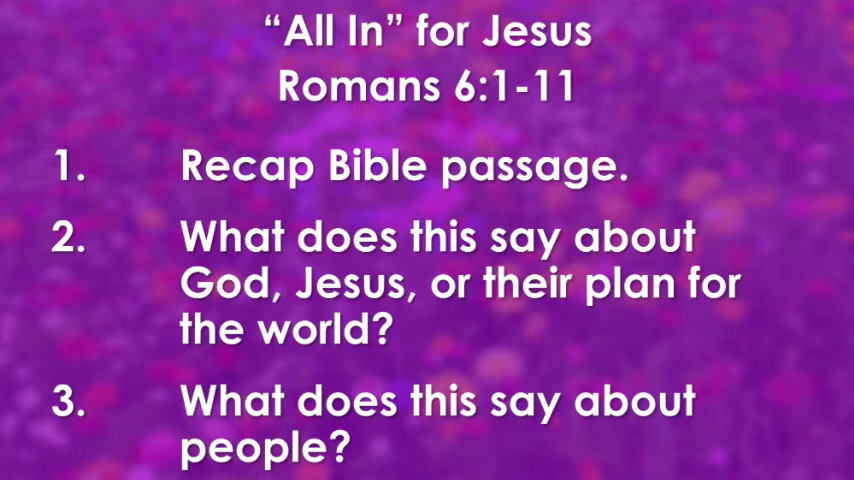 “All In” for Jesus
Romans 6:1-11
1. Recap Bible passage.
2. What does this say about
God, Jesus, or their plan for
the world?
3. What does this say about
people?